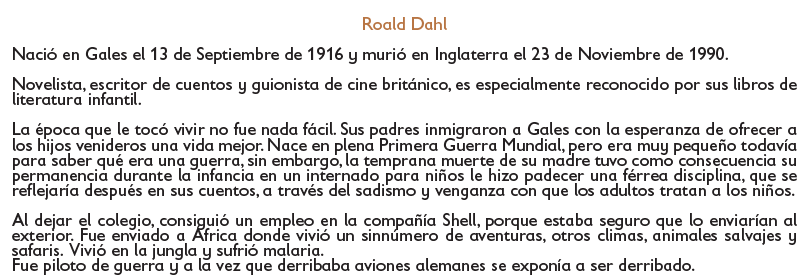 Roald Dahl
Nació en Gales el 13 de Septiembre de 1916 y murió en Inglaterra el 23 de Noviembre de 1990.
Novelista, escritor de cuentos y guionista de cine británico, es especialmente reconocido por sus libros de
literatura infantil.
La época que le tocó vivir no fue nada fácil. Sus padres inmigraron a Gales con la esperanza de ofrecer a
los hijos venideros una vida mejor. Nace en plena Primera Guerra Mundial, pero era muy pequeño todavía
para saber qué era una guerra, sin embargo, la temprana muerte de su madre tuvo como consecuencia su
permanencia durante la infancia en un internado para niños le hizo padecer una férrea disciplina, que se
reflejaría después en sus cuentos, a través del sadismo y venganza con que los adultos tratan a los niños.
Al dejar el colegio, consiguió un empleo en la compañía Shell, porque estaba seguro que lo enviarían al
exterior. Fue enviado a África donde vivió un sinnúmero de aventuras, otros climas, animales salvajes y
safaris. Vivió en la jungla y sufrió malaria.
Fue piloto de guerra y a la vez que derribaba aviones alemanes se exponía a ser derribado.